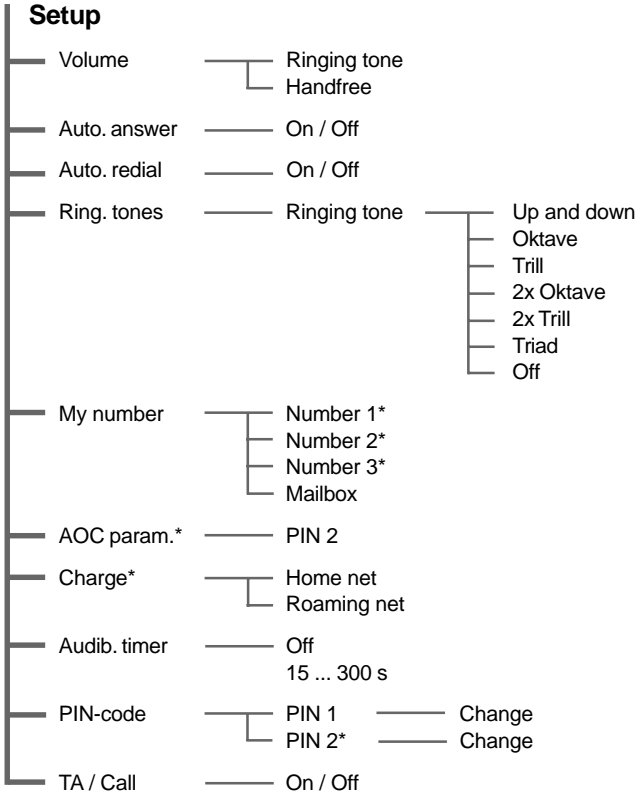 Setup
Volume Ringing tone
Handfree
Auto. answer On / Off
Auto. redial On / Off
Ring. tones Ringing tone Up and down
Oktave
Trill
2x Oktave
2x Trill
Triad
Off
My number Number 1*
Number 2*
Number 3*
Mailbox
AOC param.* PIN 2
Charge* Home net
Roaming net
Audib. timer Off
15 ... 300 s
PIN-code PIN 1 Change
PIN 2* Change
TA / Call On / Off